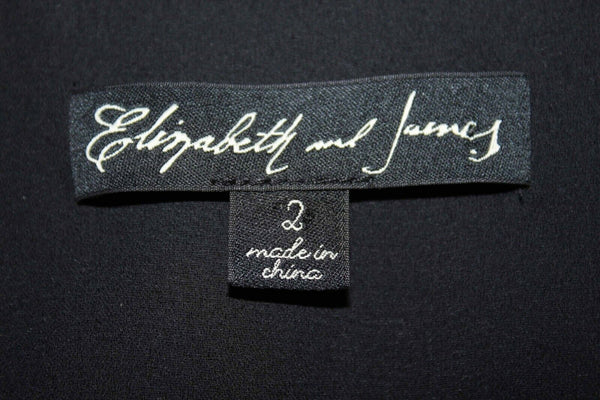 Elizabeth and James
2
made in
china